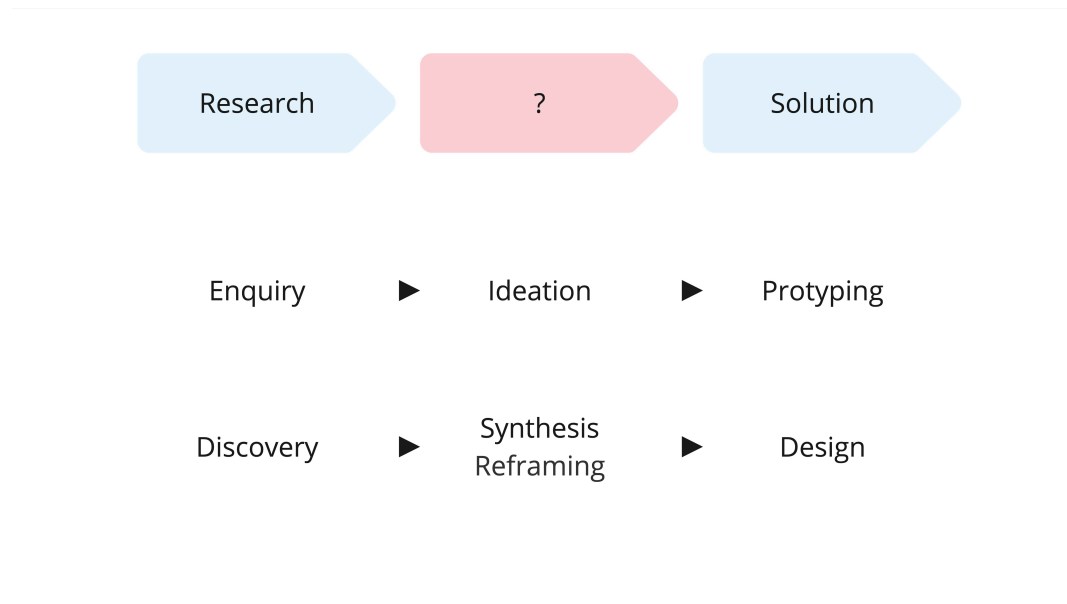 Research
?
Solution
Enquiry
Ideation
Protyping
Discovery
Synthesis
Reframing
Design